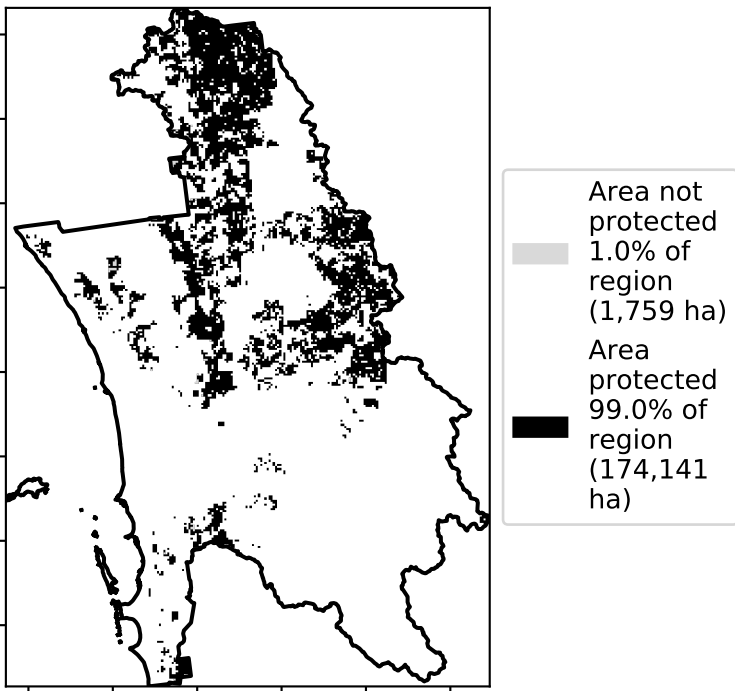 Area not
protected
1.0% of
region
(1,759 ha)
Area
protected
99.0% of
region
(174,141
ha)